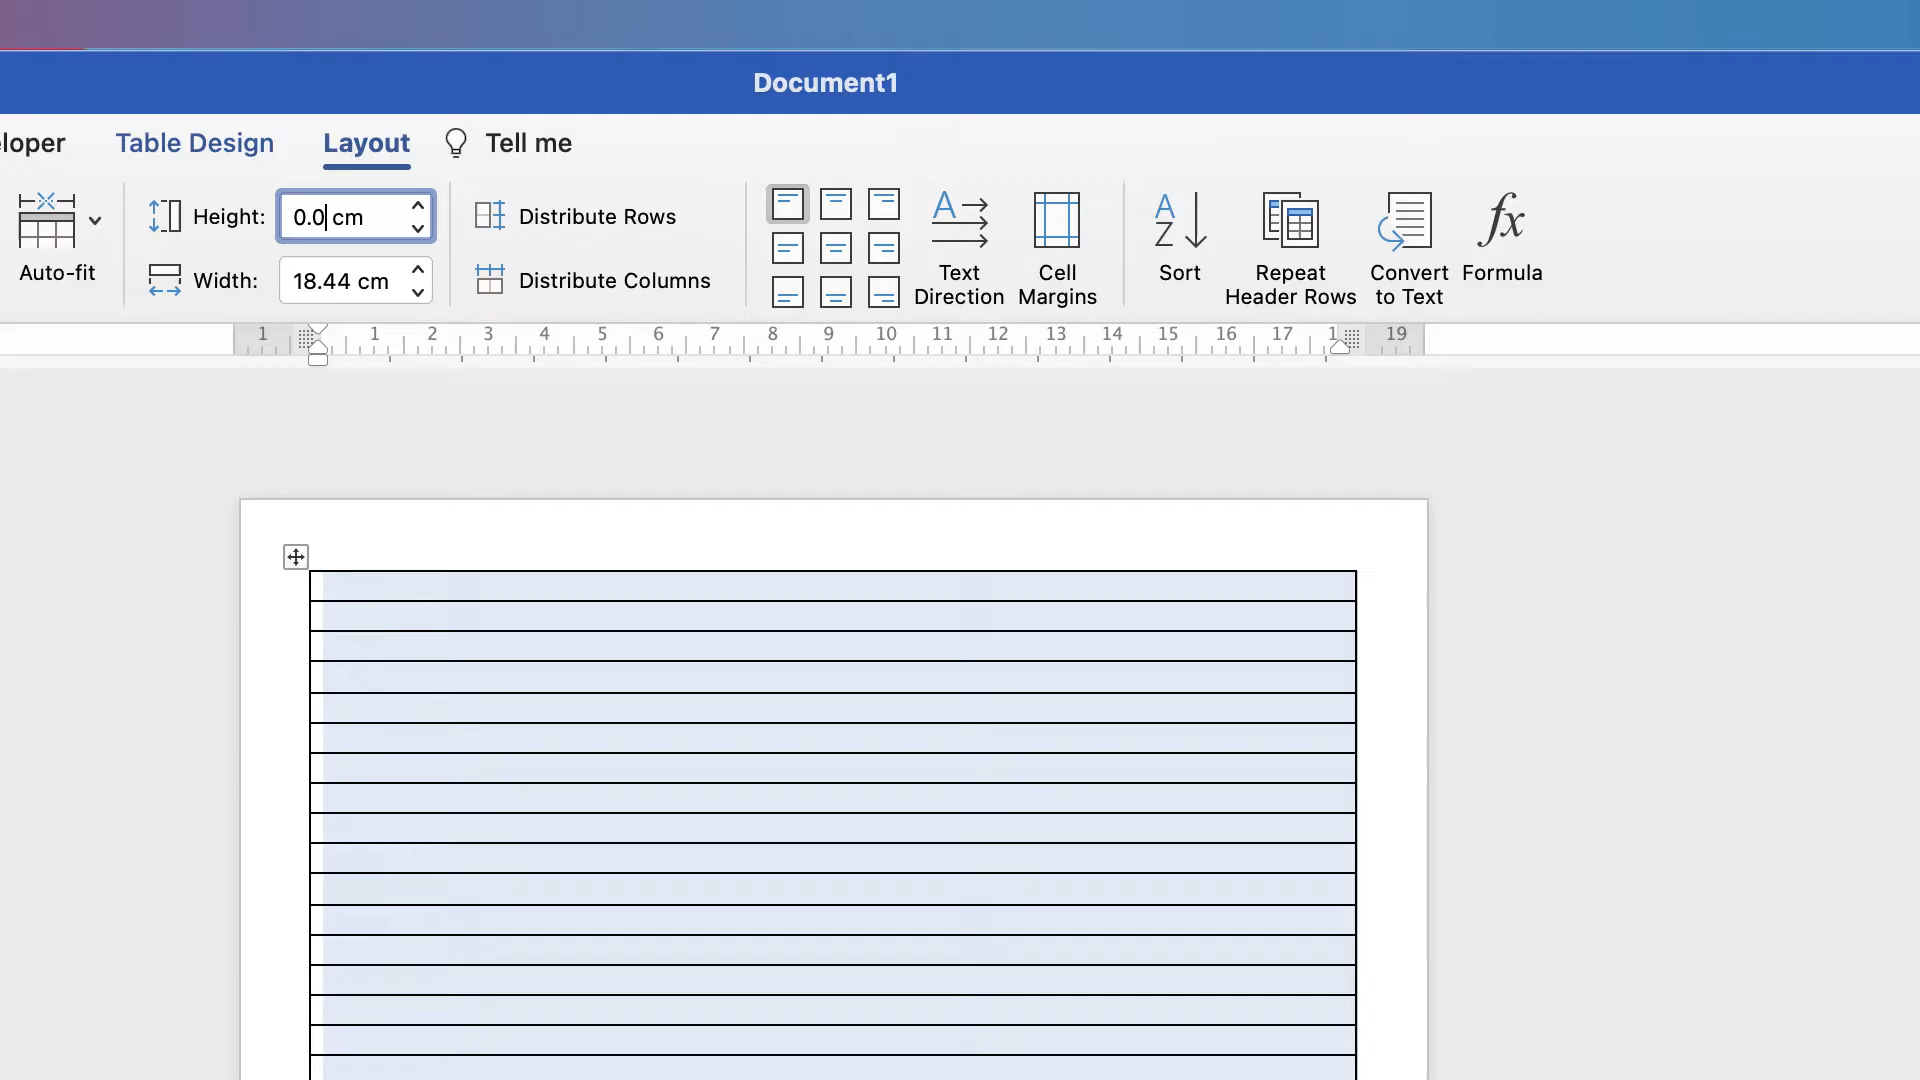 Document1
eloper Table Design Layout Tell me
Height: 0.0 cm Distribute Rows
Auto-fit Width: 18.44 cm Distribute Columns
Text Direction Cell Margins Sort Repeat Header Rows Convert to Text Formula
1 1 2 3 4 5 6 7 8 9 10 11 12 13 14 15 16 17 1 19